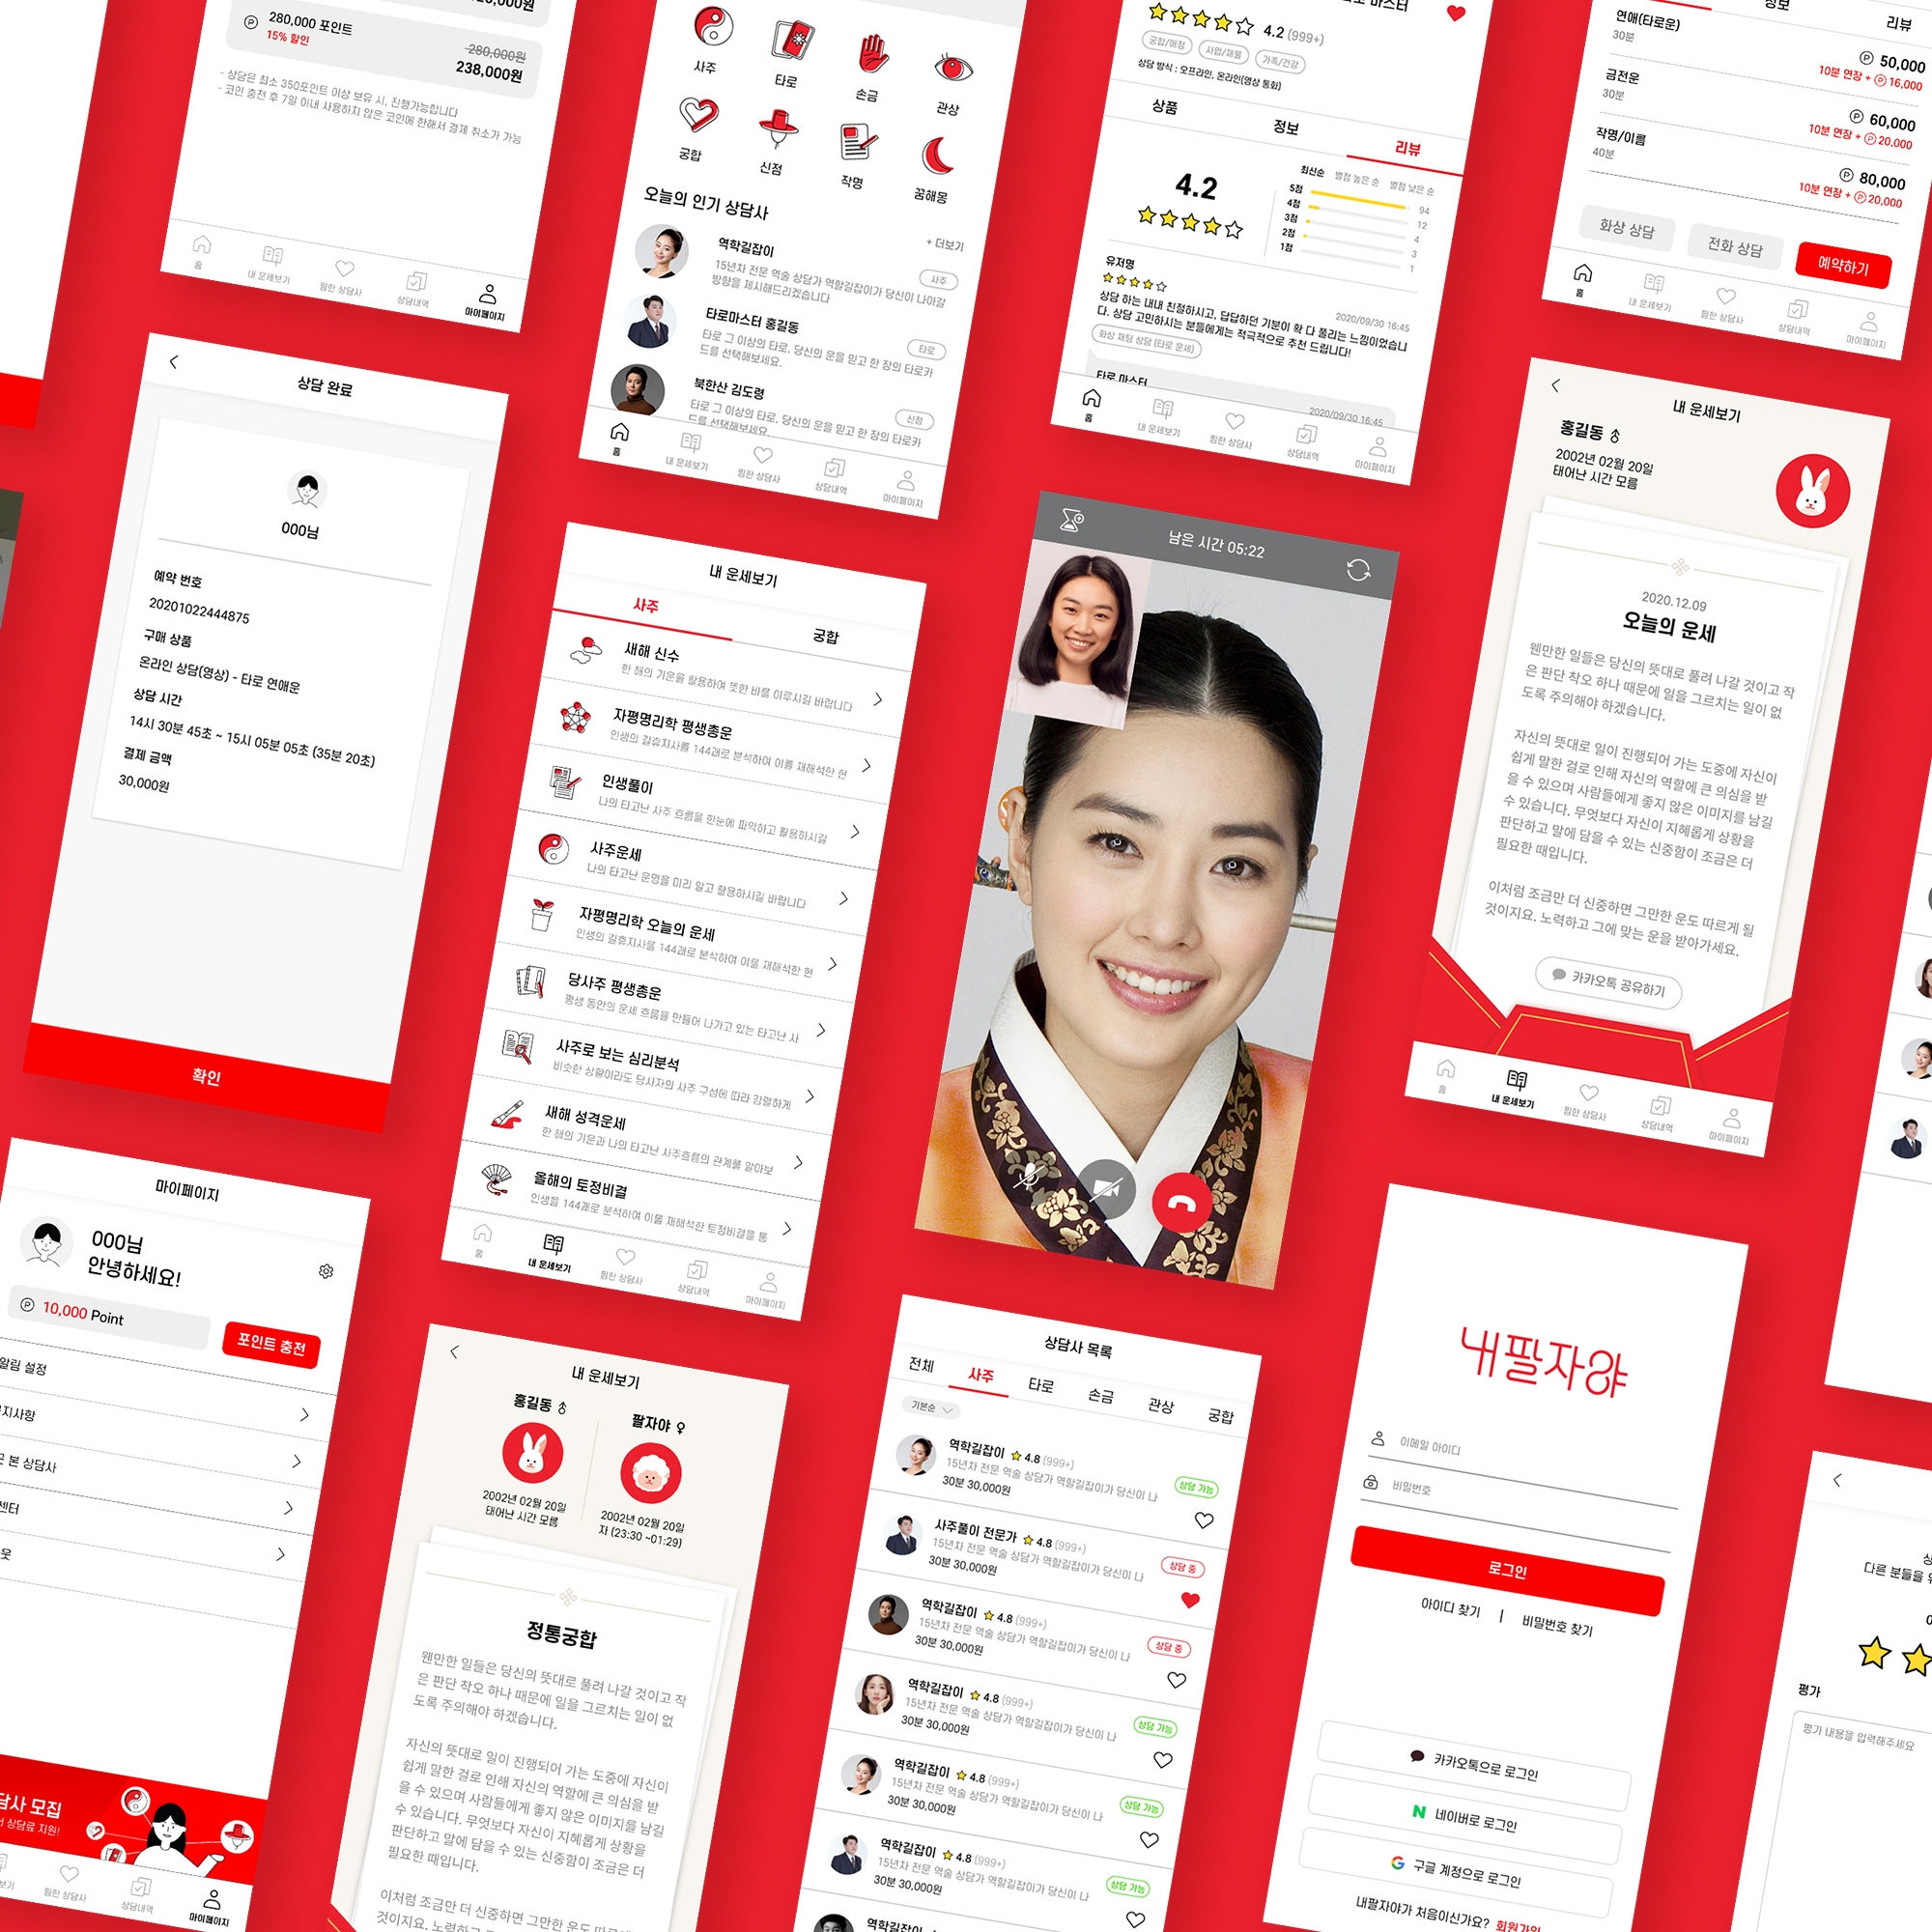 280,000 포인트
15% 할인
280,000원
238,000원
- 상담은 최소 350포인트 이상 보유 시, 진행가능합니다
- 코인 충전 후 7일 이내 사용하지 않은 코인에 한해서 결제 취소가 가능
홈
내 운세보기
찜한 상담사
상담내역
마이페이지
사주
타로
손금
관상
궁합
신점
작명
꿈해몽
오늘의 인기 상담사
+ 더보기
역학길잡이
사주
15년차 전문 역술 상담가 역할길잡이가 당신이 나아갈
방향을 제시해드리겠습니다
타로마스터 홍길동
타로
타로 그 이상의 타로, 당신의 운을 믿고 한 장의 타로카
드를 선택해보세요.
북한산 김도령
신점
타로 그 이상의 타로, 당신의 운을 믿고 한 장의 타로카
드를 선택해보세요
홈
내 운세보기
찜한 상담사
상담내역
마이페이지
마스터
4.2 (999+)
궁합/애정
사업/재물
가족/건강
상담 방식 : 오프라인, 온라인(영상 통화)
상품
정보
리뷰
4.2
최신순 별점 높은 순 별점 낮은 순
5점 94
4점 12
3점 4
2점 3
1점 1
유저명
2020/09/30 16:45
상담 하는 내내 친절하시고, 답답하던 기분이 확 다 풀리는 느낌이었습니
다. 상담 고민하시는 분들에게는 적극적으로 추천 드립니다!
화상 채팅 상담 (타로 운세)
타로 마스터
2020/09/30 16:45
홈
내 운세보기
찜한 상담사
상담내역
마이페이지
정보
리뷰
연애(타로운)
30분
50,000
10분 연장 + P 16,000
금전운
30분
60,000
10분 연장 + P 20,000
작명/이름
40분
80,000
10분 연장 + P 20,000
화상 상담
전화 상담
예약하기
홈
내 운세보기
찜한 상담사
상담내역
마이페이지
상담 완료
000님
예약 번호
20201022444875
구매 상품
온라인 상담(영상) - 타로 연애운
상담 시간
14시 30분 45초 ~ 15시 05분 05초 (35분 20초)
결제 금액
30,000원
확인
내 운세보기
사주
궁합
새해 신수
한 해의 기운을 활용하여 뜻한 바를 이루시길 바랍니다
자평명리학 평생총운
인생의 길휴지사를 144괘로 분석하여 이를 재해석한 현
인생풀이
나의 타고난 사주 흐름을 한눈에 파악하고 활용하시길
사주운세
나의 타고난 운명을 미리 알고 활용하시길 바랍니다
자평명리학 오늘의 운세
인생의 길휴지사를 144괘로 분석하여 이를 재해석한 현
당사주 평생총운
평생 동안의 운세 흐름을 만들어 나가고 있는 타고난 사
사주로 보는 심리분석
비슷한 상황이라도 당사자의 사주 구성에 따라 강렬하게
새해 성격운세
한 해의 기운과 나의 타고난 사주흐름의 관계를 알아보
올해의 토정비결
인생을 144괘로 분석하여 이를 재해석한 토정비결을 통
홈
내 운세보기
찜한 상담사
상담내역
마이페이지
남은 시간 05:22
내 운세보기
홍길동
2002년 02월 20일
태어난 시간 모름
2020.12.09
오늘의 운세
웬만한 일들은 당신의 뜻대로 풀려 나갈 것이고 작
은 판단 착오 하나 때문에 일을 그르치는 일이 없
도록 주의해야 하겠습니다.
자신의 뜻대로 일이 진행되어 가는 도중에 자신이
쉽게 말한 걸로 인해 자신의 역할에 큰 의심을 받
을 수 있으며 사람들에게 좋지 않은 이미지를 남길
수 있습니다. 무엇보다 자신이 지혜롭게 상황을
판단하고 말에 담을 수 있는 신중함이 조금은 더
필요한 때입니다.
이처럼 조금만 더 신중하면 그만한 운도 따르게 될
것이지요. 노력하고 그에 맞는 운을 받아가세요.
카카오톡 공유하기
홈
내 운세보기
찜한 상담사
상담내역
마이페이지
마이페이지
000님
안녕하세요!
10,000 Point
포인트 충전
알림 설정
지사항
본 상담사
센터
웃
담사 모집
상담료 지원!
보기
찜한 상담사
상담내역
마이페이지
내 운세보기
홍길동
2002년 02월 20일
태어난 시간 모름
팔자야
2002년 02월 20일
자 (23:30 ~01:29)
정통궁합
웬만한 일들은 당신의 뜻대로 풀려 나갈 것이고 작
은 판단 착오 하나 때문에 일을 그르치는 일이 없
도록 주의해야 하겠습니다.
자신의 뜻대로 일이 진행되어 가는 도중에 자신이
쉽게 말한 걸로 인해 자신의 역할에 큰 의심을 받
을 수 있으며 사람들에게 좋지 않은 이미지를 남길
수 있습니다. 무엇보다 자신이 지혜롭게 상황을
판단하고 말에 담을 수 있는 신중함이 조금은 더
필요한 때입니다.
이처럼 조금만 더 신중하면 그만한 운도 따르게
것이지요. 노력하고
상담사 목록
전체
사주
타로
손금
관상
궁합
기본순
역학길잡이 4.8 (999+)
15년차 전문 역술 상담가 역할길잡이가 당신이 나
30분 30,000원
상담 가능
사주풀이 전문가 4.8 (999+)
15년차 전문 역술 상담가 역할길잡이가 당신이 나
30분 30,000원
상담 중
역학길잡이 4.8 (999+)
15년차 전문 역술 상담가 역할길잡이가 당신이 나
30분 30,000원
상담 중
역학길잡이 4.8 (999+)
15년차 전문 역술 상담가 역할길잡이가 당신이 나
30분 30,000원
상담 가능
역학길잡이 4.8 (999+)
15년차 전문 역술 상담가 역할길잡이가 당신이 나
30분 30,000원
상담 가능
역학길잡이 4.8 (999+)
15년차 전문 역술 상담가 역할길잡이가 당신이 나
30분 30,000원
상담 가능
역학길잡이
내팔자야
이메일 아이디
비밀번호
로그인
아이디 찾기 | 비밀번호 찾기
카카오톡으로 로그인
네이버로 로그인
구글 계정으로 로그인
내팔자야가 처음이신가요? 회원가입
다른 분들을
평가
평가 내용을 입력해주세요